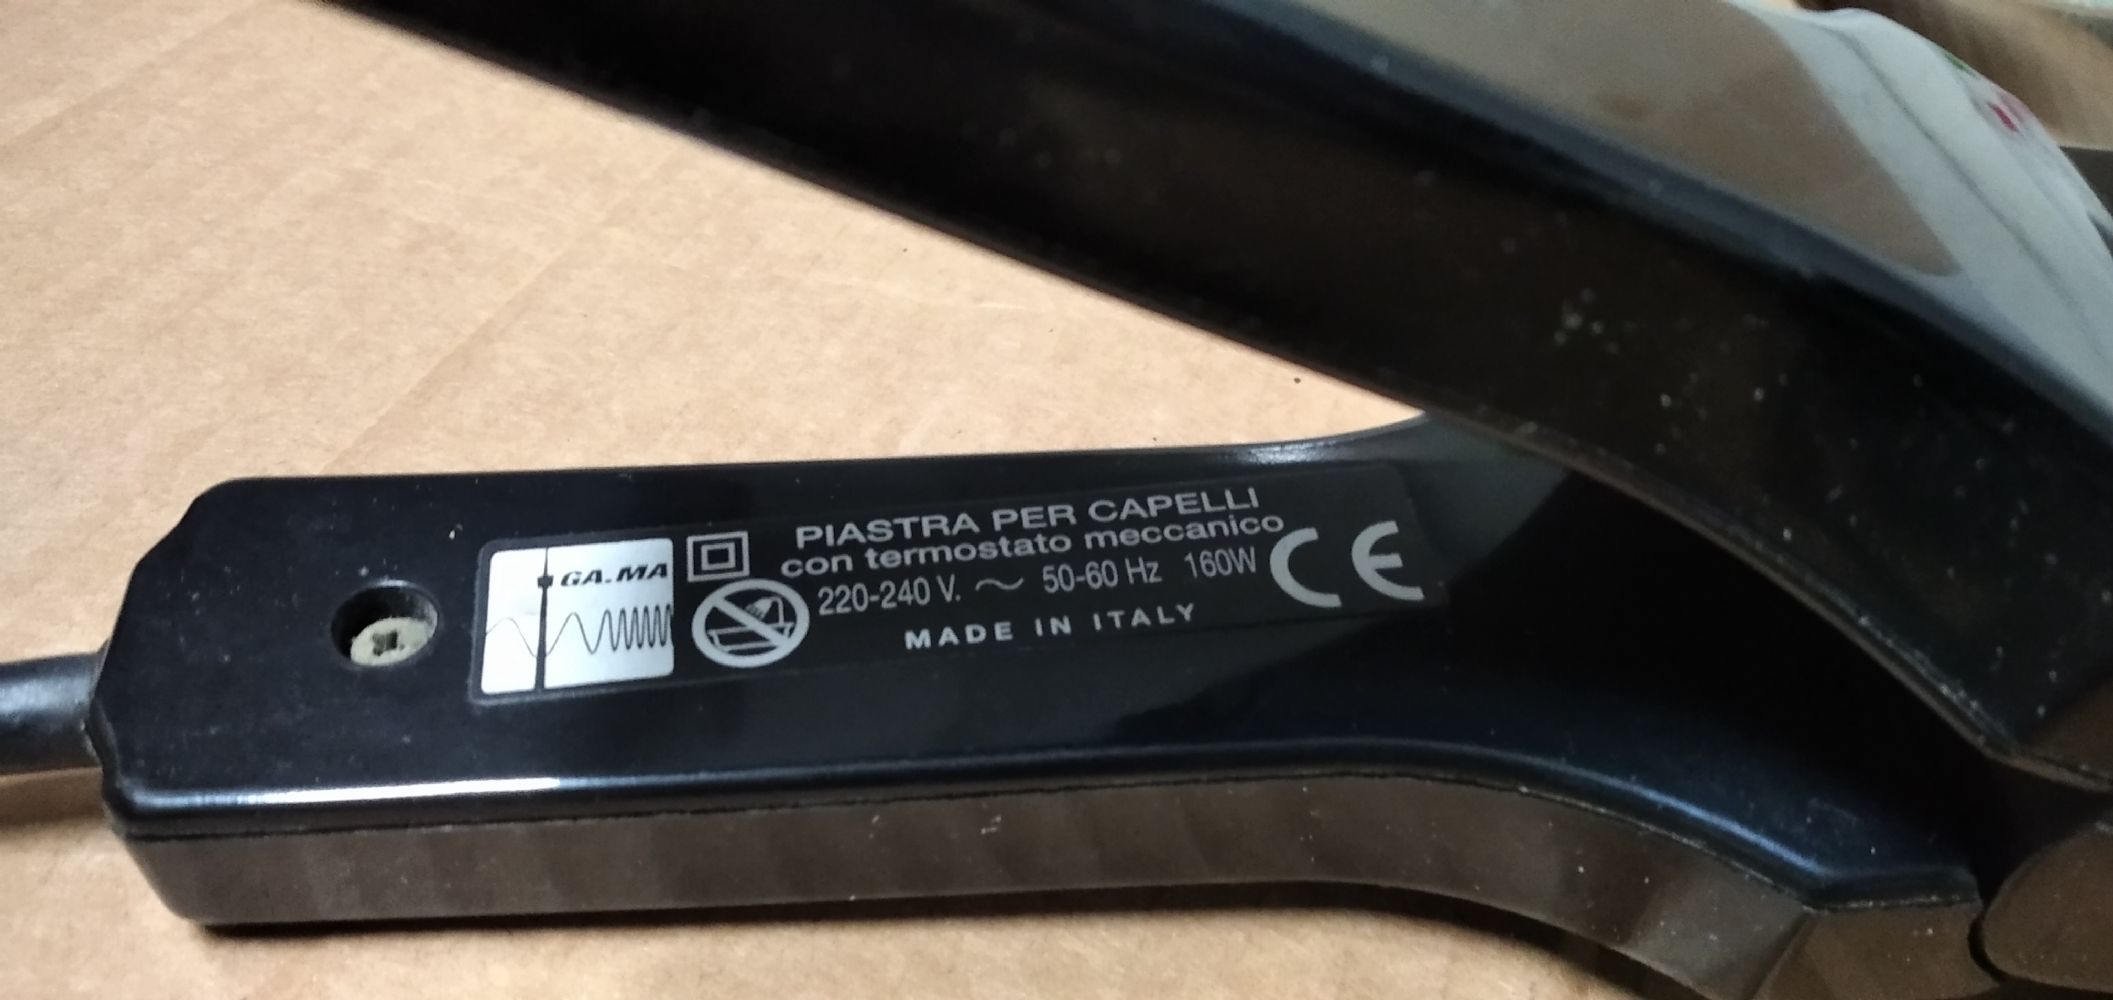 GA.MA
PIASTRA PER CAPELLI
con termostato meccanico
220-240 V. ~ 50-60 Hz 160W
CE
MADE IN ITALY